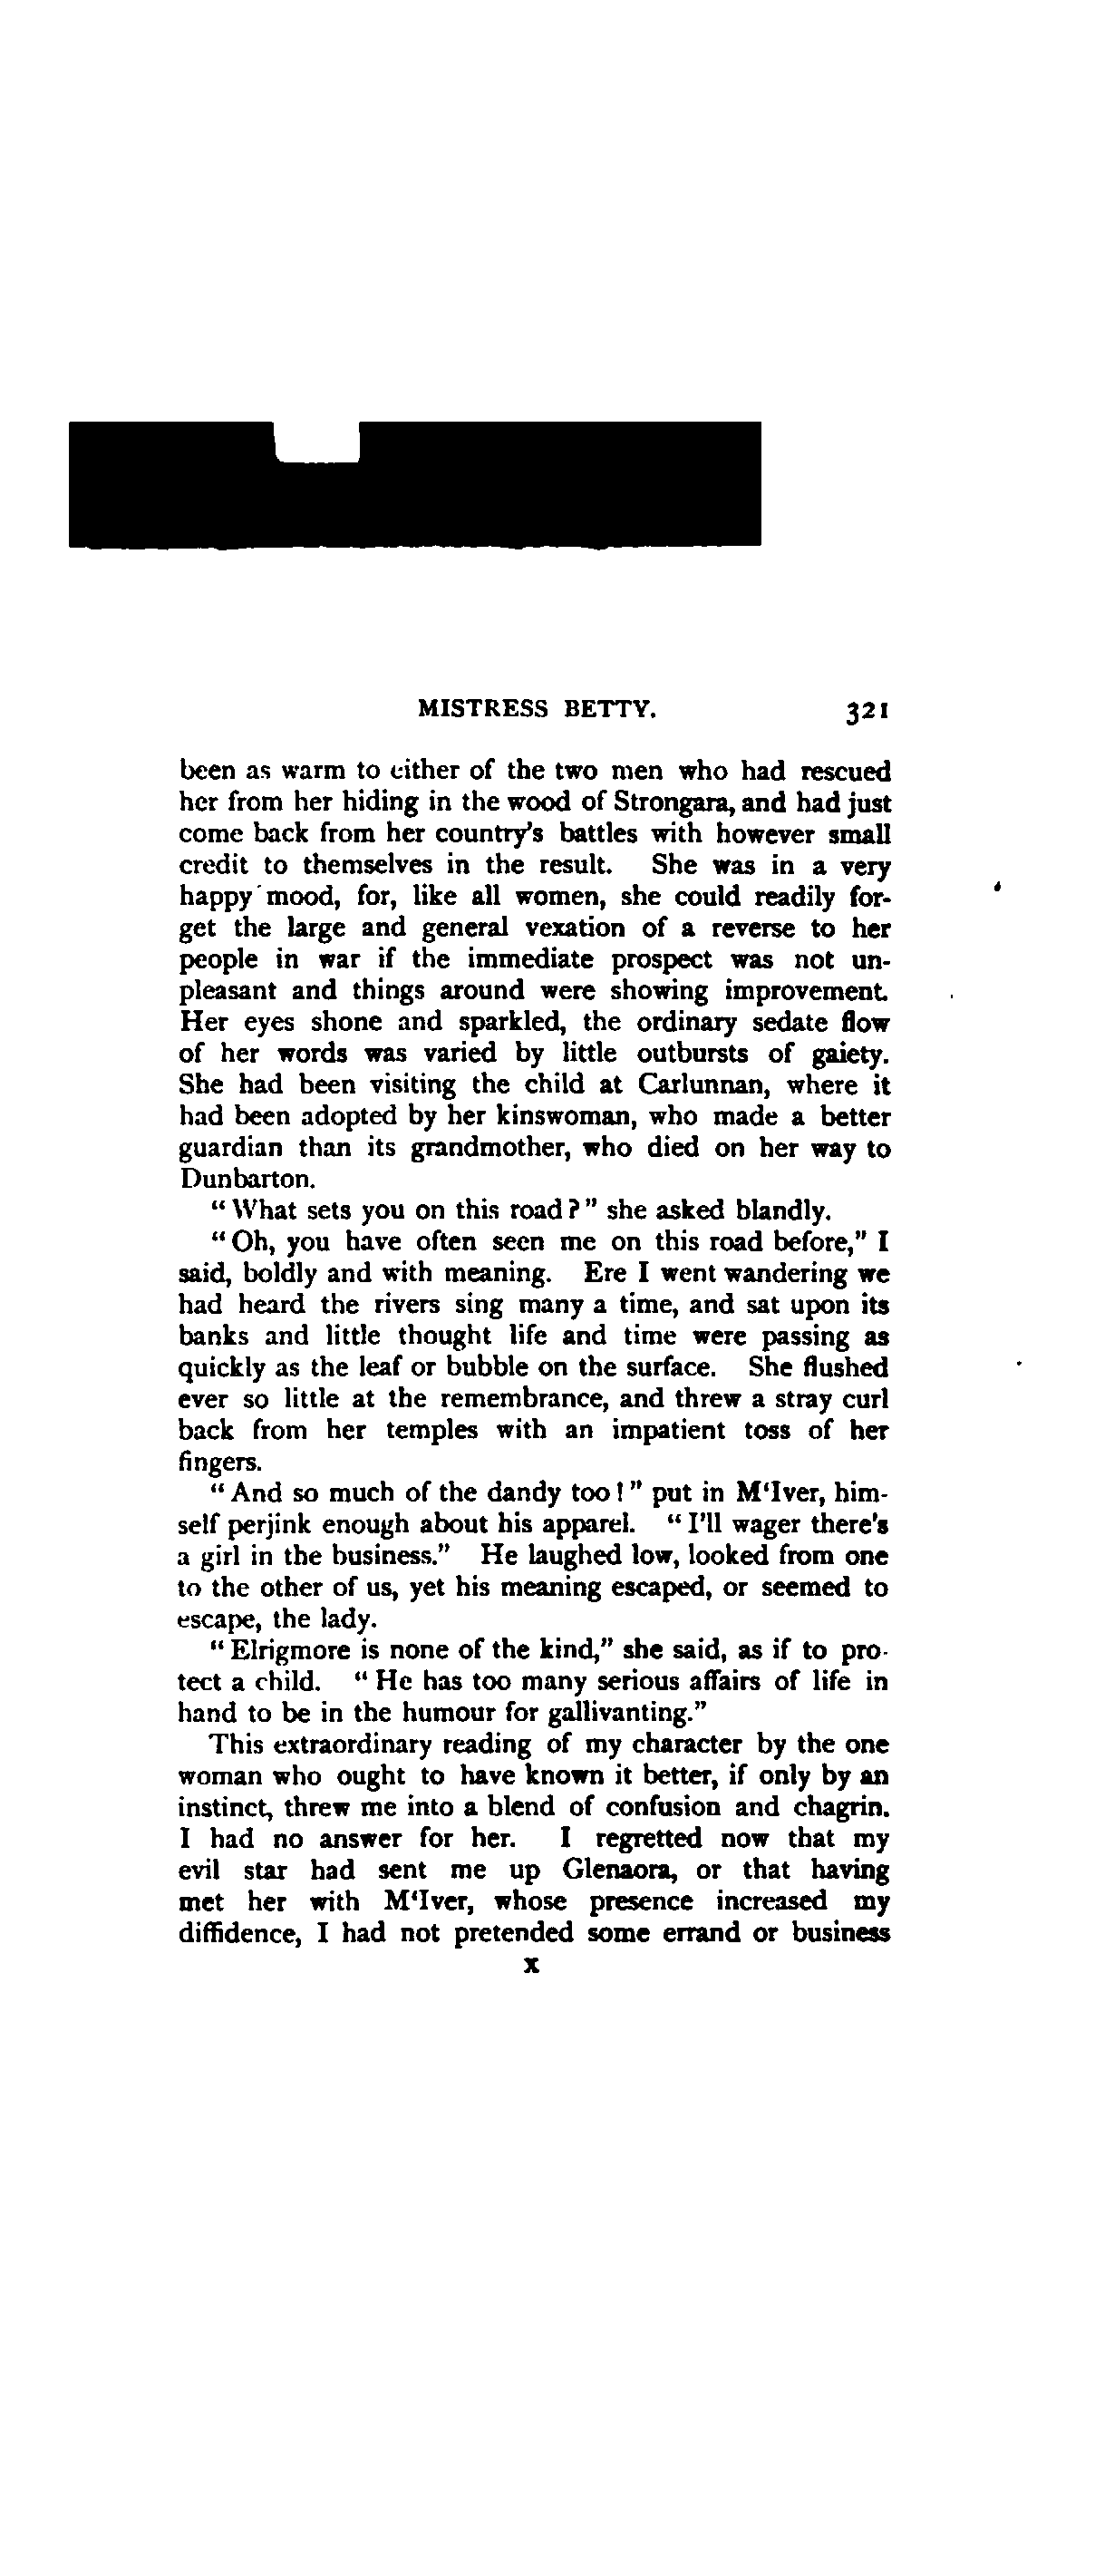 MISTRESS BETTY. 321
been as warm to either of the two men who had rescued
her from her hiding in the wood of Strongara, and had just
come back from her country's battles with however small
credit to themselves in the result. She was in a very
happy mood, for, like all women, she could readily for-
get the large and general vexation of a reverse to her
people in war if the immediate prospect was not un-
pleasant and things around were showing improvement.
Her eyes shone and sparkled, the ordinary sedate flow
of her words was varied by little outbursts of gaiety.
She had been visiting the child at Carlunnan, where it
had been adopted by her kinswoman, who made a better
guardian than its grandmother, who died on her way to
Dunbarton.
“What sets you on this road?” she asked blandly.
“Oh, you have often seen me on this road before,” I
said, boldly and with meaning. Ere I went wandering we
had heard the rivers sing many a time, and sat upon its
banks and little thought life and time were passing as
quickly as the leaf or bubble on the surface. She flushed
ever so little at the remembrance, and threw a stray curl
back from her temples with an impatient toss of her
fingers.
“And so much of the dandy too!” put in M‘Iver, him-
self perjink enough about his apparel. “I'll wager there's
a girl in the business.” He laughed low, looked from one
to the other of us, yet his meaning escaped, or seemed to
escape, the lady.
“Elrigmore is none of the kind,” she said, as if to pro-
tect a child. “He has too many serious affairs of life in
hand to be in the humour for gallivanting.”
This extraordinary reading of my character by the one
woman who ought to have known it better, if only by an
instinct, threw me into a blend of confusion and chagrin.
I had no answer for her. I regretted now that my
evil star had sent me up Glenaora, or that having
met her with M‘Iver, whose presence increased my
diffidence, I had not pretended some errand or business
X